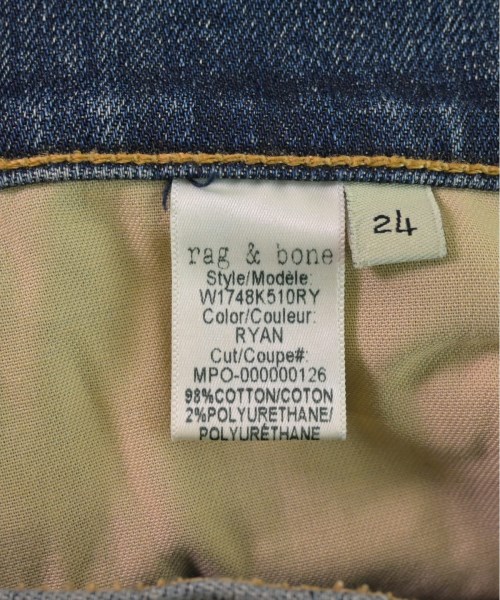 rag & bone
24
Style/Modèle:
W1748K510RY
Color/Couleur:
RYAN
Cut/Coupe#:
MPO-000000126
98%COTTON/COTON
2%POLYURETHANE/
POLYURÉTHANE